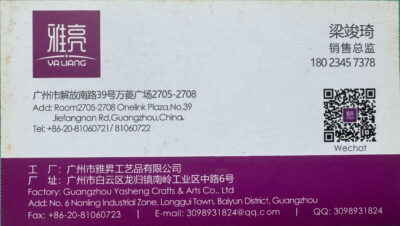 雅亮
YALIANG
梁竣琦
销售总监
180 2345 7378
广州市解放南路39号万菱广场2705-2708
Add: Room2705-2708 Onelink Plaza,No.39
Jiefangnan Rd,Guangzhou,China,
Tel: +86-20-81060721/ 81060722
Wechat
工 厂：广州市雅昇工艺品有限公司
厂 址：广州市白云区龙归镇南岭工业区中路6号
Factory: Guangzhou Yasheng Crafts & Arts Co., Ltd
Add: No. 6 Nanling Industrial Zone, Longgui Town, Baiyun District, Guangzhou
Fax: +86-20-81060723 | E-mail: 3098931824@qq.com | QQ: 3098931824